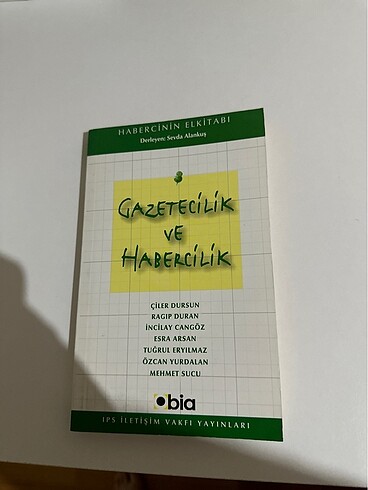 HABERCİNİN ELKİTABI
Derleyen: Sevda Alankuş
GAZETECİLİK
VE
HABERCİLİK
ÇİLER DURSUN
RAGIP DURAN
İNCİLAY CANGÖZ
ESRA ARSAN
TUĞRUL ERYILMAZ
ÖZCAN YURDALAN
MEHMET SUCU
bia
IPS İLETİŞİM VAKFI YAYINLARI